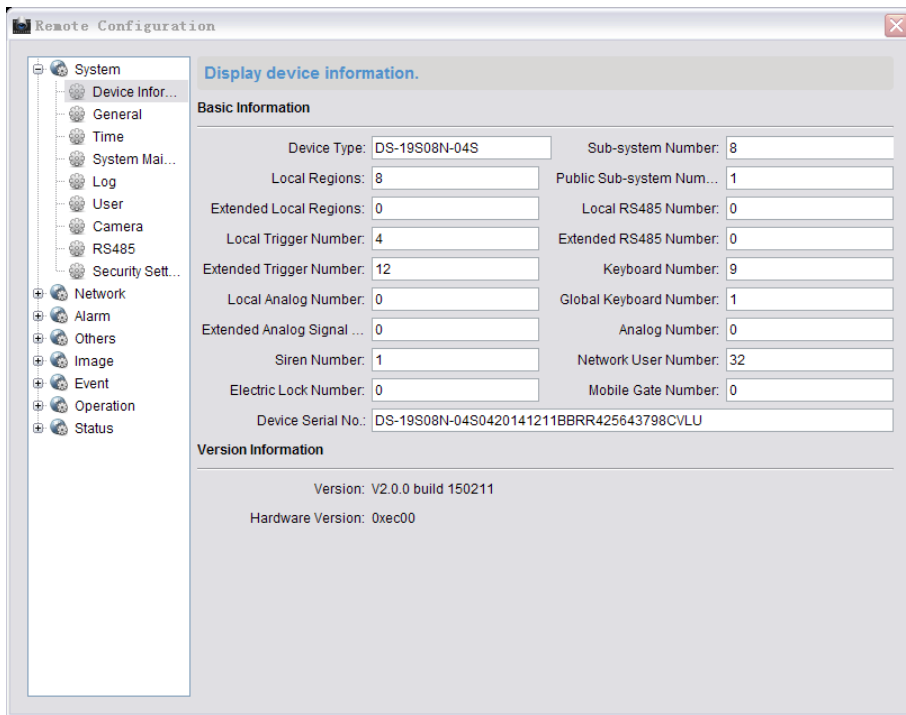 Remote Configuration
System
Device Infor...
General
Time
System Mai...
Log
User
Camera
RS485
Security Sett...
Network
Alarm
Others
Image
Event
Operation
Status
Display device information.
Basic Information
Device Type: DS-19S08N-04S Sub-system Number: 8
Local Regions: 8 Public Sub-system Num... 1
Extended Local Regions: 0 Local RS485 Number: 0
Local Trigger Number: 4 Extended RS485 Number: 0
Extended Trigger Number: 12 Keyboard Number: 9
Local Analog Number: 0 Global Keyboard Number: 1
Extended Analog Signal ... 0 Analog Number: 0
Siren Number: 1 Network User Number: 32
Electric Lock Number: 0 Mobile Gate Number: 0
Device Serial No.: DS-19S08N-04S0420141211BBRR425643798CVLU
Version Information
Version: V2.0.0 build 150211
Hardware Version: 0xec00